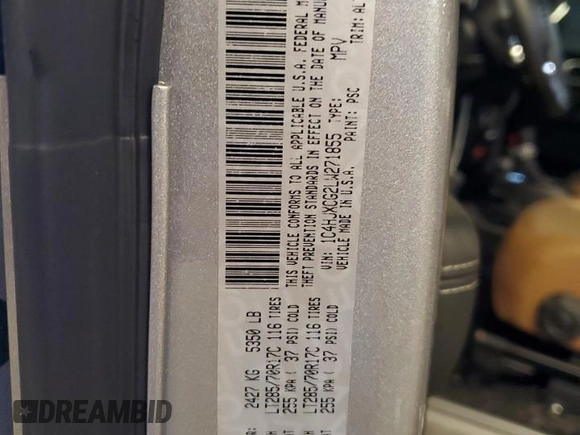 THIS VEHICLE CONFORMS TO ALL APPLICABLE U.S.A. FEDERAL M
THEFT PREVENTION STANDARDS IN EFFECT ON THE DATE OF MANU
VIN: 1C4HJXCG2LW271855 TYPE: MPV
VEHICLE MADE IN U.S.A. PAINT: PSC TRIM: AL
R: 2427 KG 5350 LB
LT285/70R17C 116 TIRES
255 KPA ( 37 PSI) COLD
LT285/70R17C 116 TIRES
255 KPA ( 37 PSI) COLD
DREAMBID